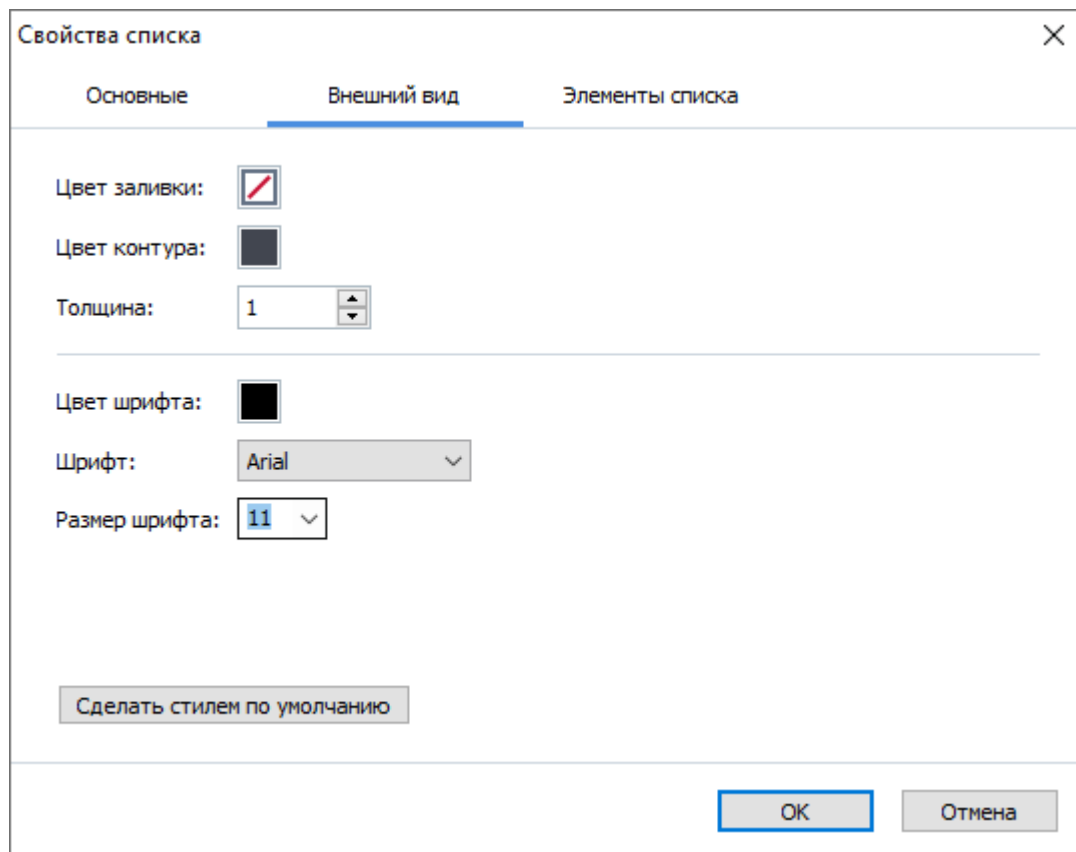 Свойства списка
Основные Внешний вид Элементы списка
Цвет заливки:
Цвет контура:
Толщина: 1
Цвет шрифта:
Шрифт: Arial
Размер шрифта: 11
Сделать стилем по умолчанию
OK Отмена